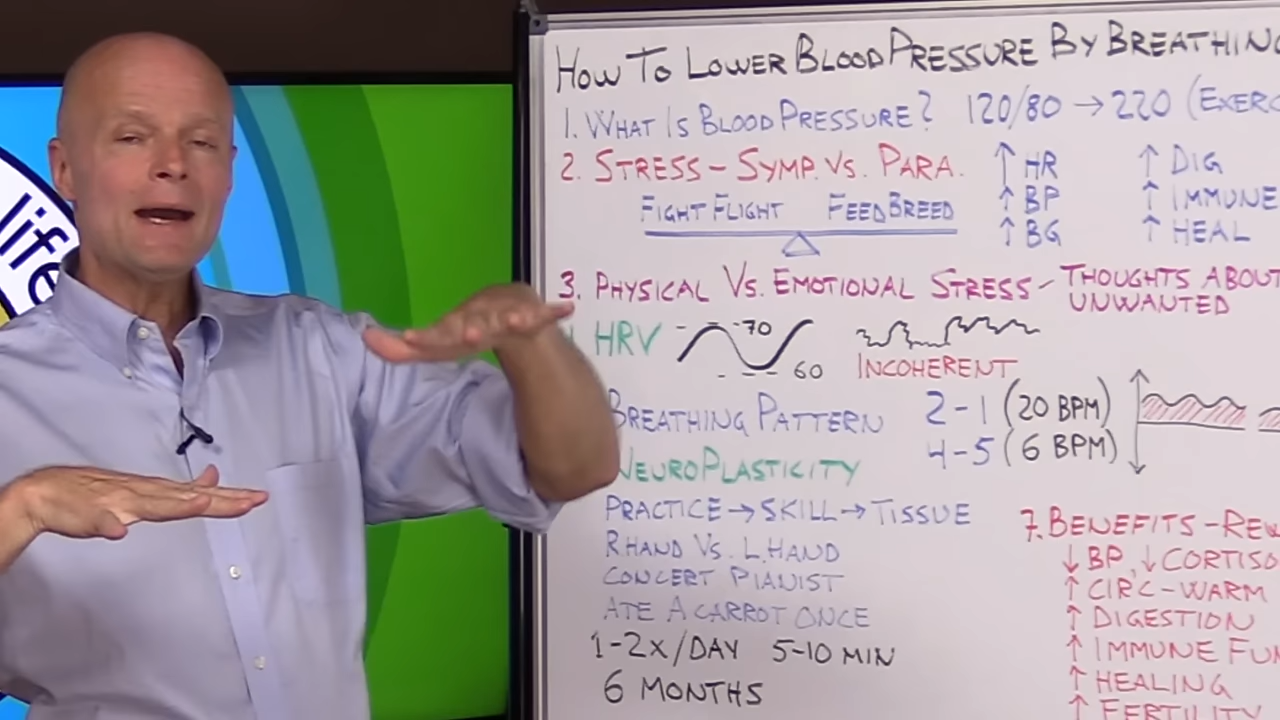 life
HOW TO LOWER BLOOD PRESSURE BY BREATHING
1. WHAT IS BLOOD PRESSURE? 120/80 → 220 (EXERC
2. STRESS – SYMP. VS. PARA. ↑ HR ↑ DIG
FIGHT FLIGHT FEED BREED ↑ BP ↑ IMMUNE
↑ BG ↑ HEAL
3. PHYSICAL VS. EMOTIONAL STRESS – THOUGHTS ABOUT
UNWANTED
HRV 70 60 INCOHERENT
BREATHING PATTERN 2-1 (20 BPM)
4-5 (6 BPM)
NEUROPLASTICITY
PRACTICE → SKILL → TISSUE
R HAND VS. L. HAND
CONCERT PIANIST
ATE A CARROT ONCE
1-2X/DAY 5-10 MIN
6 MONTHS
7. BENEFITS – REW
↓ BP, ↓ CORTISO
↑ CIRC – WARM
↑ DIGESTION
↑ IMMUNE FUN
↑ HEALING
↑ FERTILITY